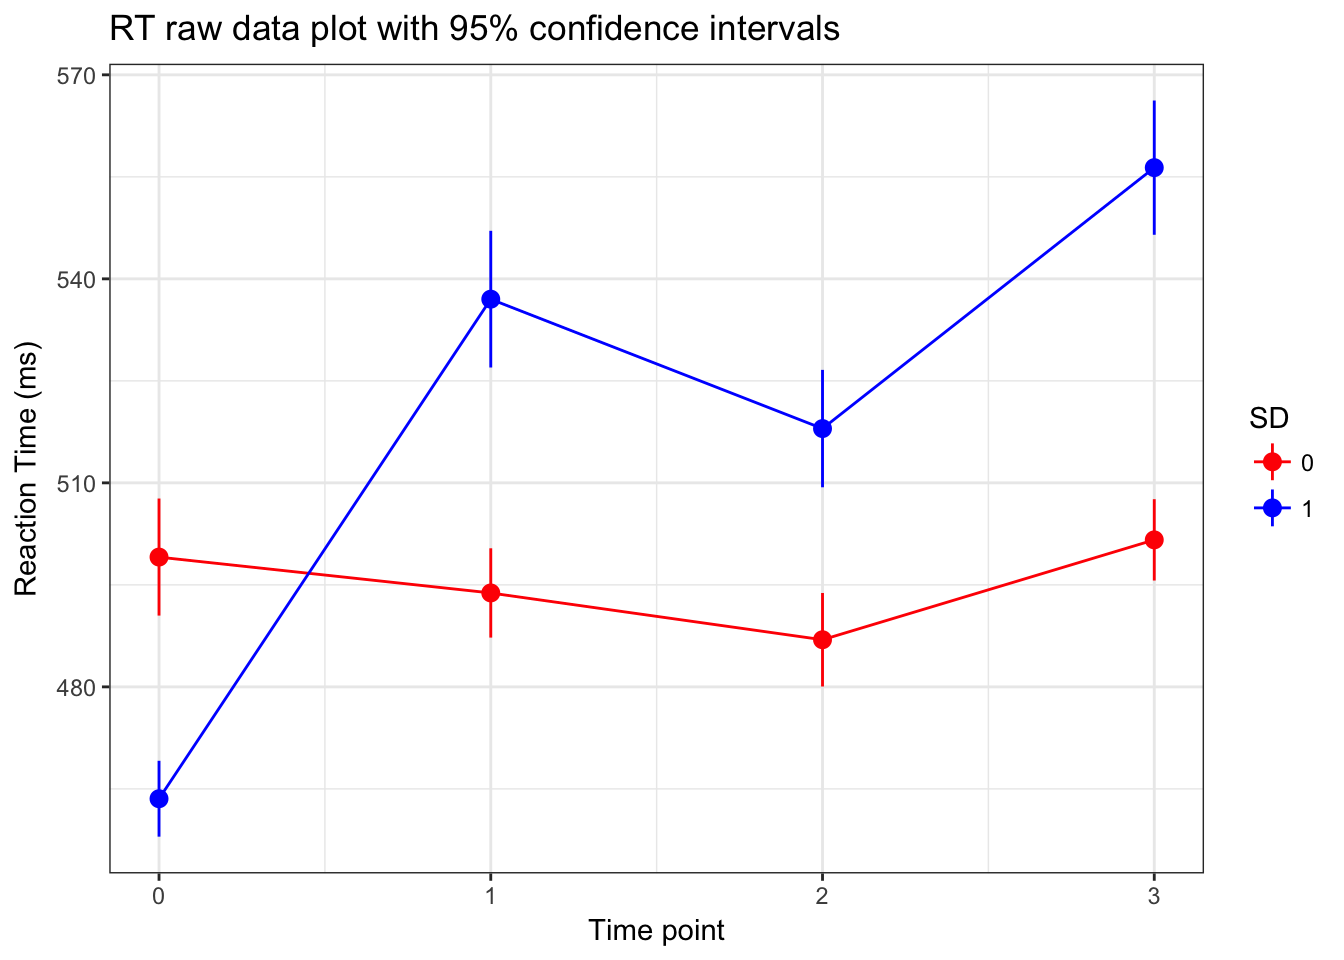 RT raw data plot with 95% confidence intervals
570
540
510
480
Reaction Time (ms)
0 1 2 3
Time point
SD
0
1